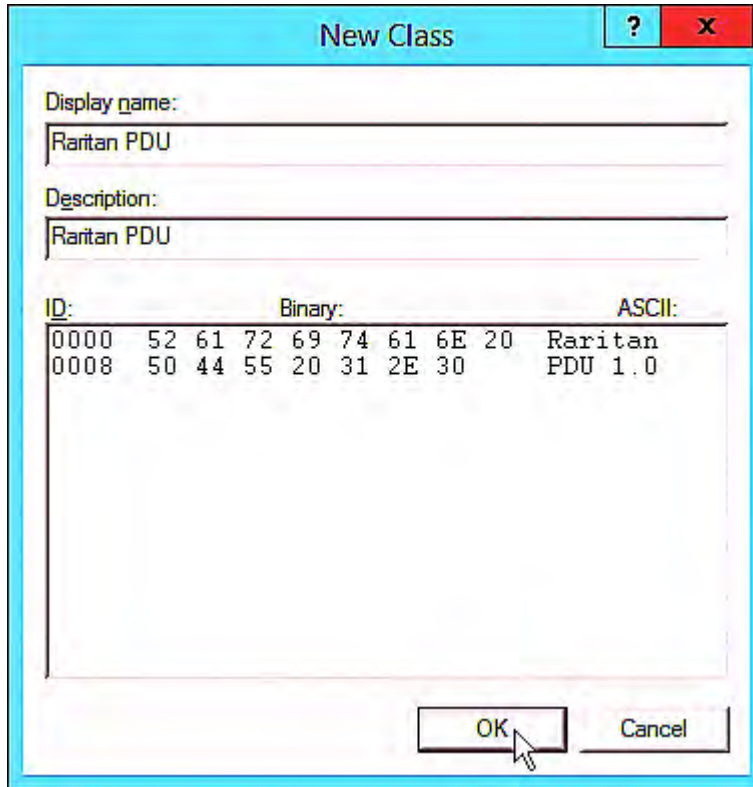 New Class
?
x
Display name:
Raritan PDU
Description:
Raritan PDU
ID: Binary: ASCII:
0000 52 61 72 69 74 61 6E 20 Raritan
0008 50 44 55 20 31 2E 30 PDU 1.0
OK Cancel